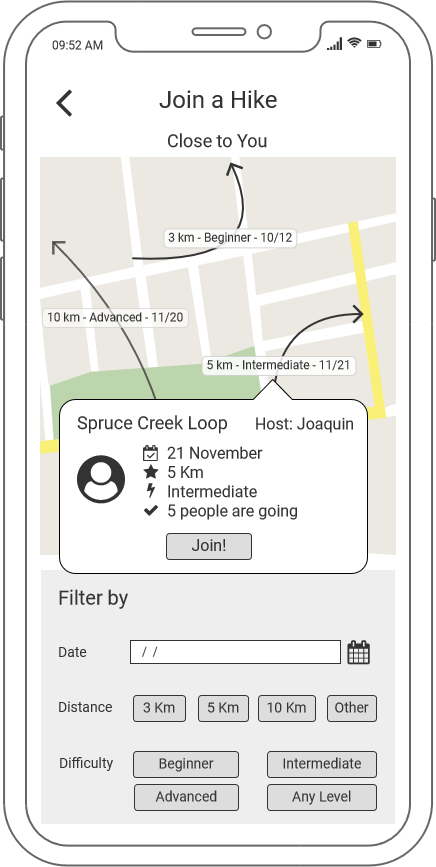 09:52 AM
Join a Hike
Close to You
3 km - Beginner - 10/12
10 km - Advanced - 11/20
5 km - Intermediate - 11/21
Spruce Creek Loop Host: Joaquin
21 November
5 Km
Intermediate
5 people are going
Join!
Filter by
Date / /
Distance 3 Km 5 Km 10 Km Other
Difficulty Beginner Intermediate
Advanced Any Level